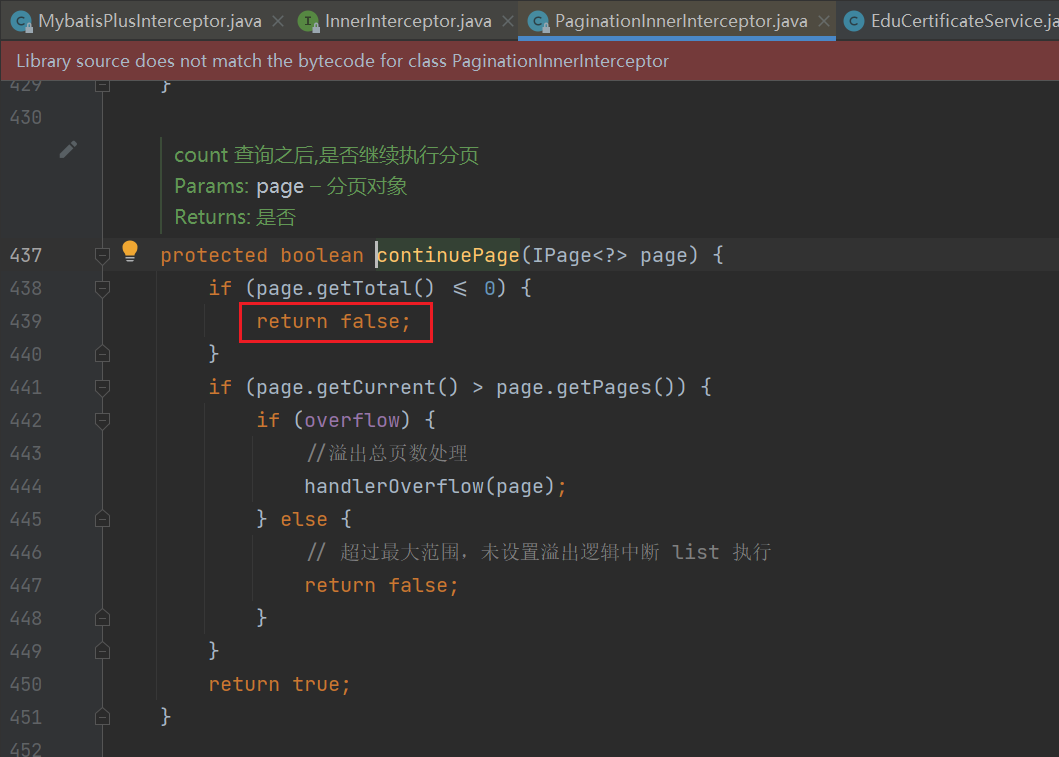 MybatisPlusInterceptor.java InnerInterceptor.java PaginationInnerInterceptor.java EduCertificateService.ja
Library source does not match the bytecode for class PaginationInnerInterceptor
429 }
430
count 查询之后,是否继续执行分页
Params: page – 分页对象
Returns: 是否
437 protected boolean continuePage(IPage<?> page) {
438 if (page.getTotal() <= 0) {
439 return false;
440 }
441 if (page.getCurrent() > page.getPages()) {
442 if (overflow) {
443 //溢出总页数处理
444 handlerOverflow(page);
445 } else {
446 // 超过最大范围，未设置溢出逻辑中断 list 执行
447 return false;
448 }
449 }
450 return true;
451 }
452